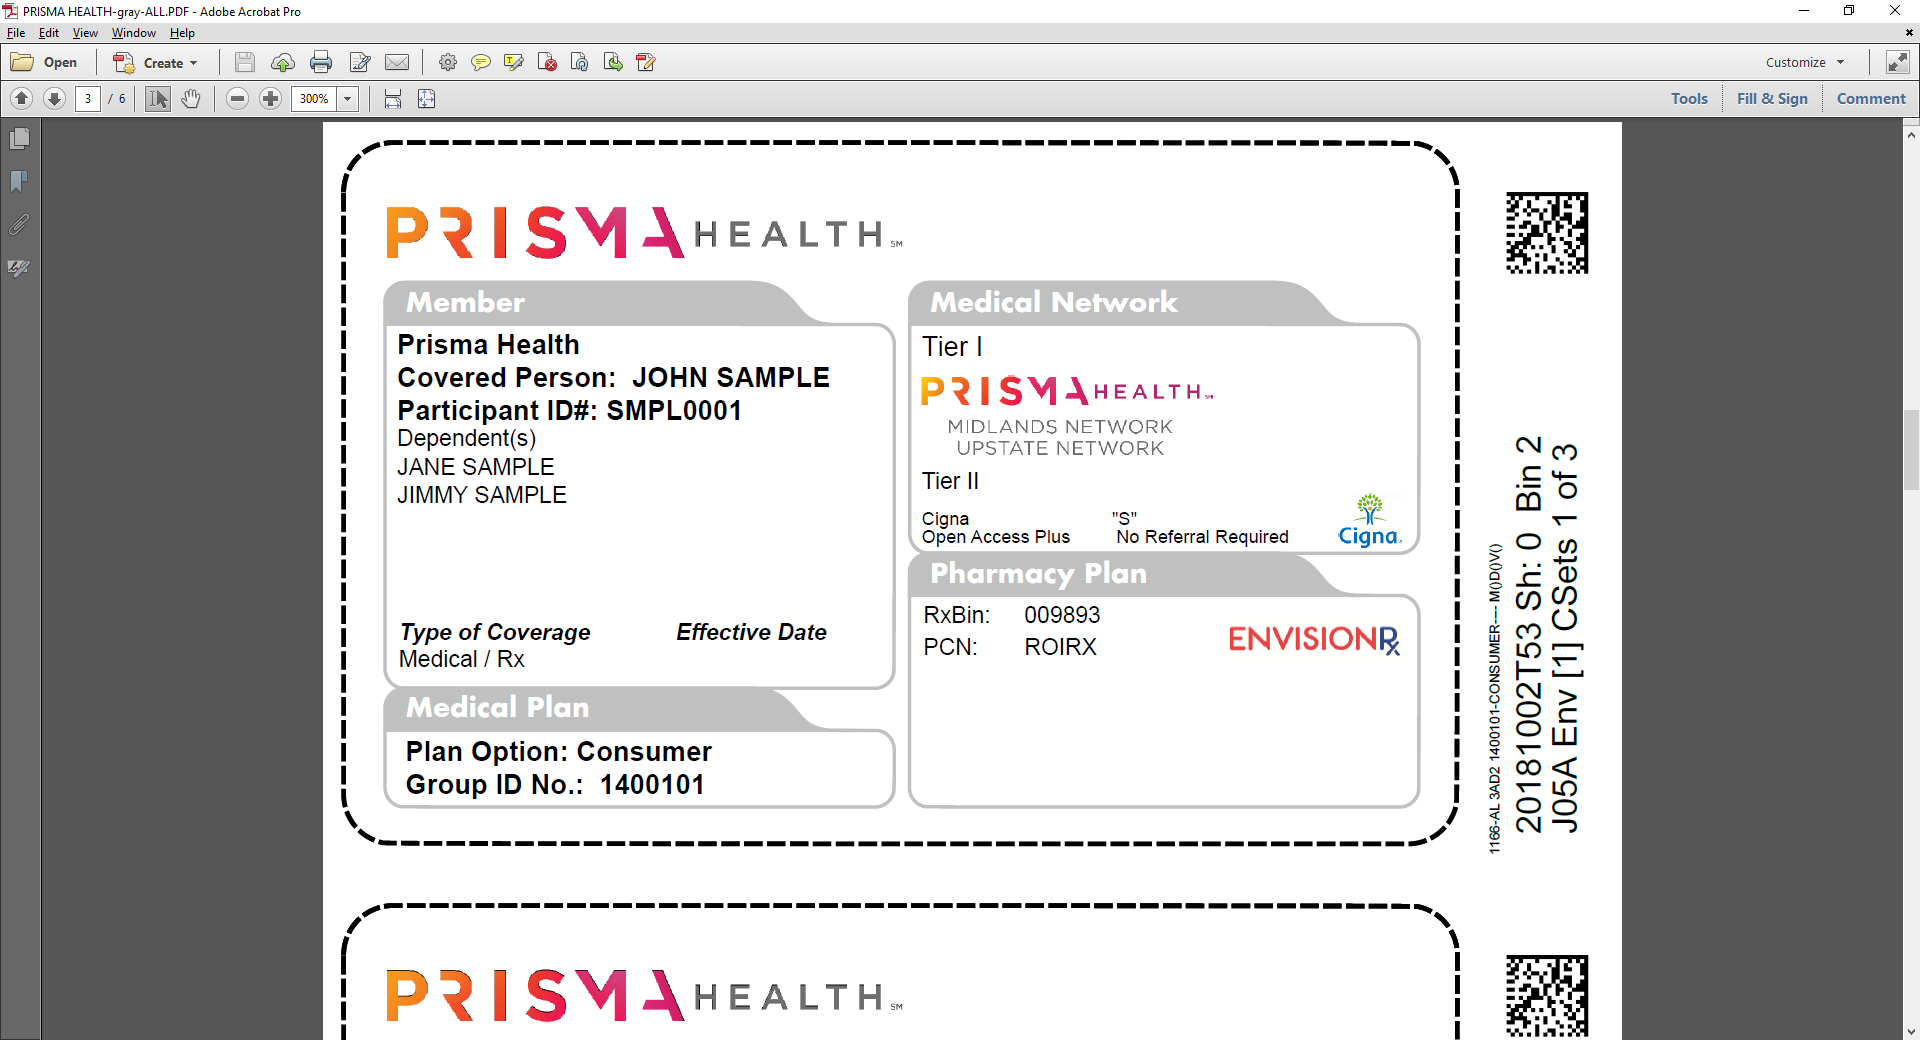 PRISMA HEALTH-gray-ALL.PDF - Adobe Acrobat Pro
File Edit View Window Help
Open Create Customize
3 / 6 300% Tools Fill & Sign Comment
PRISMA HEALTH SM
Member
Prisma Health
Covered Person: JOHN SAMPLE
Participant ID#: SMPL0001
Dependent(s)
JANE SAMPLE
JIMMY SAMPLE
Type of Coverage Effective Date
Medical / Rx
Medical Plan
Plan Option: Consumer
Group ID No.: 1400101
Medical Network
Tier I
PRISMA HEALTH SM
MIDLANDS NETWORK
UPSTATE NETWORK
Tier II
Cigna "S"
Open Access Plus No Referral Required
Cigna
Pharmacy Plan
RxBin: 009893
PCN: ROIRX
ENVISIONRx
1166-AL 3AD2 1400101-CONSUMER---- M()D()V()
20181002T53 Sh: 0 Bin 2
J05A Env [1] CSets 1 of 3
PRISMA HEALTH SM